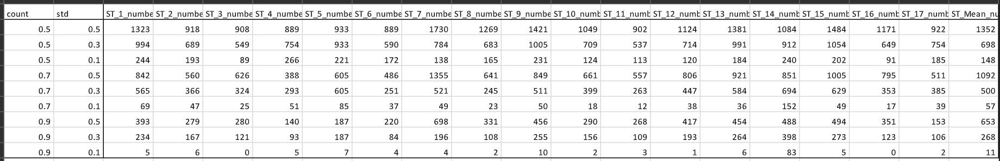 count std ST_1_numbe ST_2_numbe ST_3_numbe ST_4_numbe ST_5_numbe ST_6_numbe ST_7_numbe ST_8_numbe ST_9_numbe ST_10_numb ST_11_numb ST_12_numb ST_13_numb ST_14_numb ST_15_numb ST_16_numb ST_17_numb ST_Mean_nu
0.5 0.5 1323 918 908 889 933 889 1730 1269 1421 1049 902 1124 1381 1084 1484 1171 922 1352
0.5 0.3 994 689 549 754 933 590 784 683 1005 709 537 714 991 912 1054 649 754 698
0.5 0.1 244 193 89 266 221 172 138 165 231 124 113 120 184 240 202 91 185 148
0.7 0.5 842 560 626 388 605 486 1355 641 849 661 557 806 921 851 1005 795 511 1092
0.7 0.3 565 366 324 293 605 251 521 245 511 399 263 447 584 694 629 353 385 500
0.7 0.1 69 47 25 51 85 37 49 23 50 18 12 38 36 152 49 17 39 57
0.9 0.5 393 279 280 140 187 220 698 331 456 290 268 417 454 488 494 351 153 653
0.9 0.3 234 167 121 93 187 84 196 108 255 156 109 193 264 398 273 123 106 268
0.9 0.1 5 6 0 5 7 4 4 2 10 2 3 1 6 83 5 0 2 11